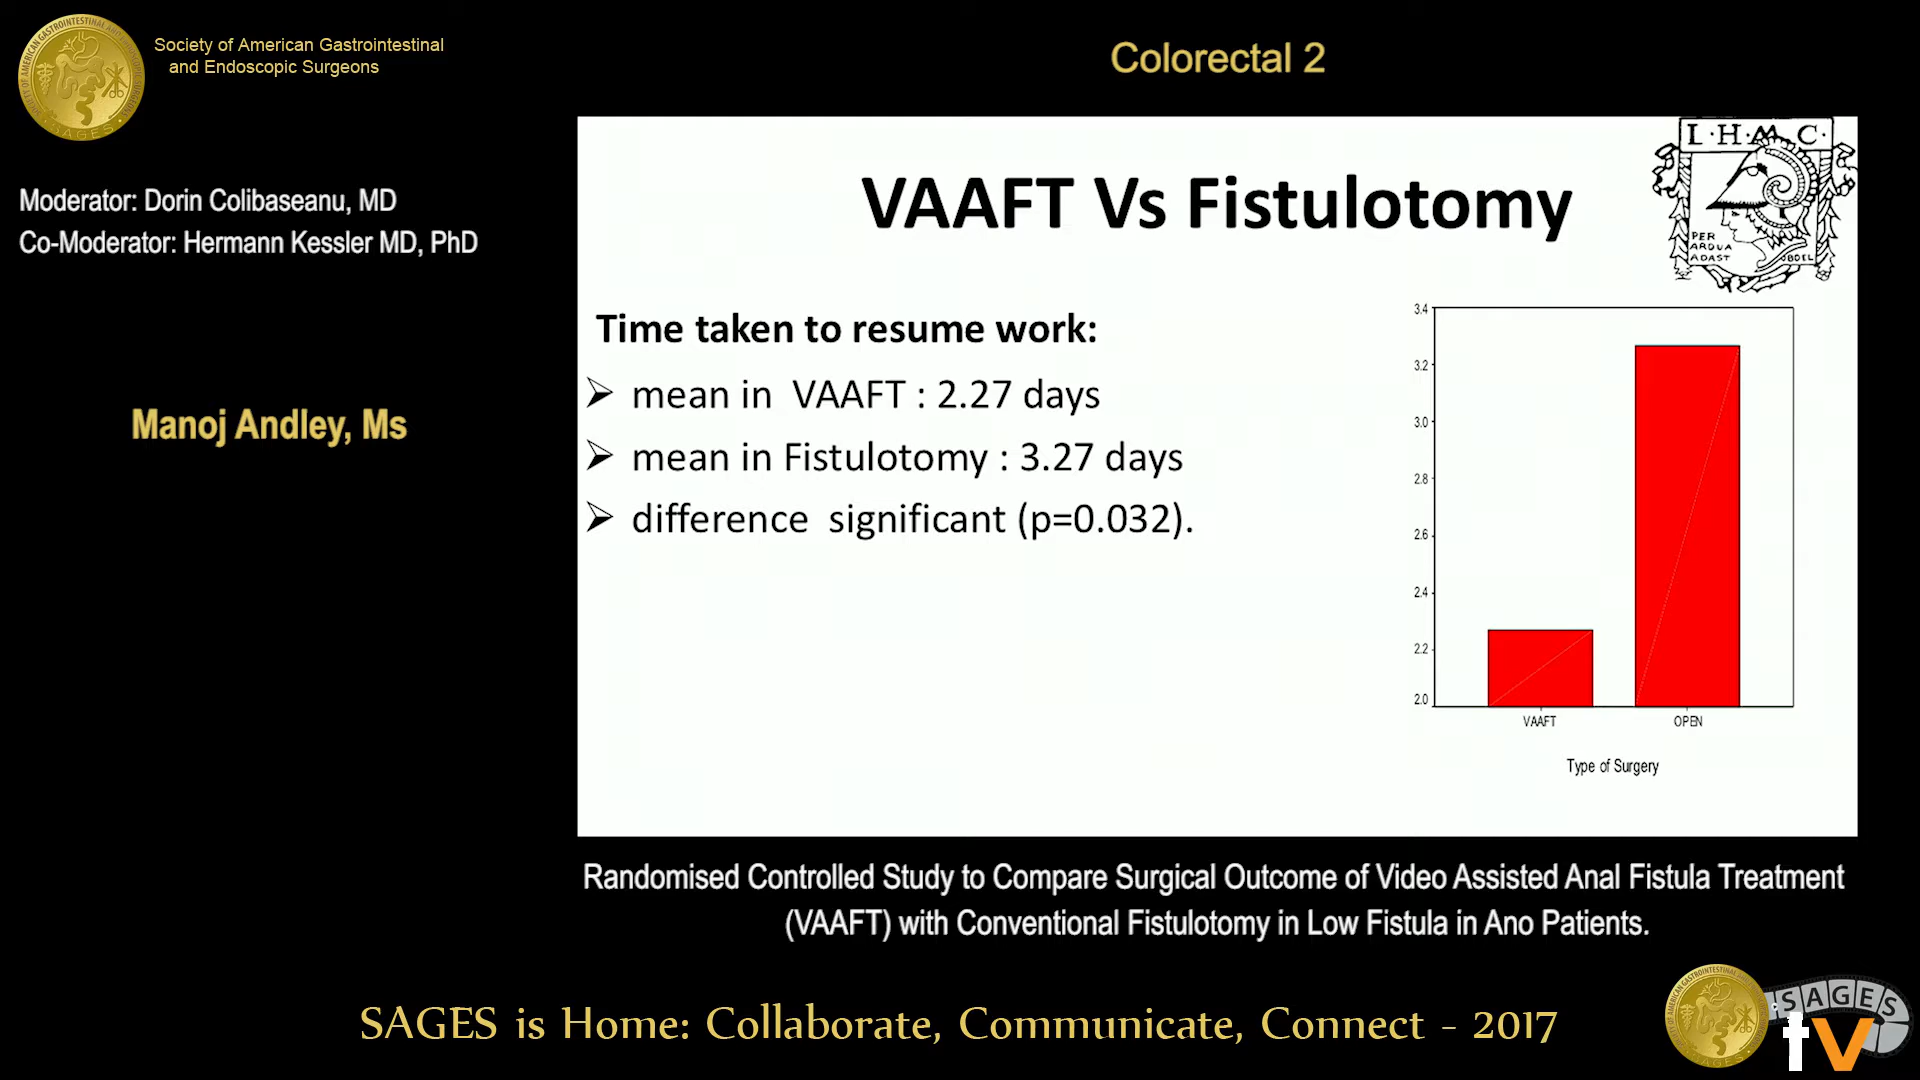 Society of American Gastrointestinal
and Endoscopic Surgeons
Colorectal 2
Moderator: Dorin Colibaseanu, MD
Co-Moderator: Hermann Kessler MD, PhD
Manoj Andley, Ms
L·H·M·C·
PER
ARDUA
ADAST
VAAFT Vs Fistulotomy
Time taken to resume work:
➢ mean in VAAFT : 2.27 days
➢ mean in Fistulotomy : 3.27 days
➢ difference significant (p=0.032).
3.4
3.2
3.0
2.8
2.6
2.4
2.2
2.0
VAAFT OPEN
Type of Surgery
Randomised Controlled Study to Compare Surgical Outcome of Video Assisted Anal Fistula Treatment
(VAAFT) with Conventional Fistulotomy in Low Fistula in Ano Patients.
SAGES is Home: Collaborate, Communicate, Connect - 2017
SAGES
tv